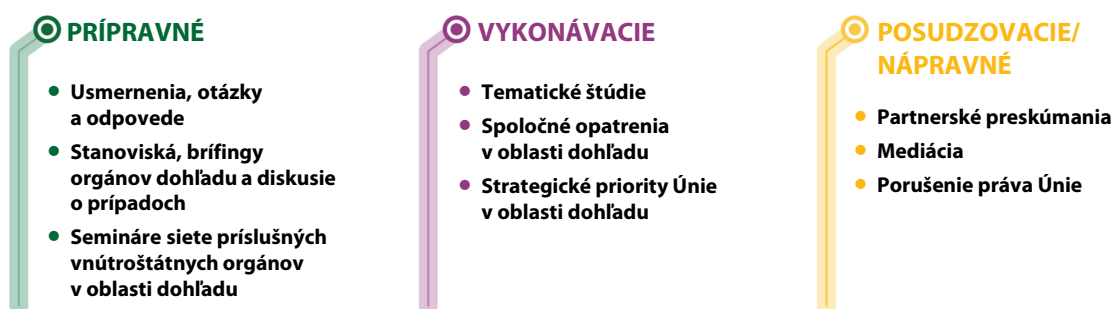 PRÍPRAVNÉ
Usmernenia, otázky
a odpovede
Stanoviská, brífingy
orgánov dohľadu a diskusie
o prípadoch
Semináre siete príslušných
vnútroštátnych orgánov
v oblasti dohľadu
VYKONÁVACIE
Tematické štúdie
Spoločné opatrenia
v oblasti dohľadu
Strategické priority Únie
v oblasti dohľadu
POSUDZOVACIE/
NÁPRAVNÉ
Partnerské preskúmania
Mediácia
Porušenie práva Únie